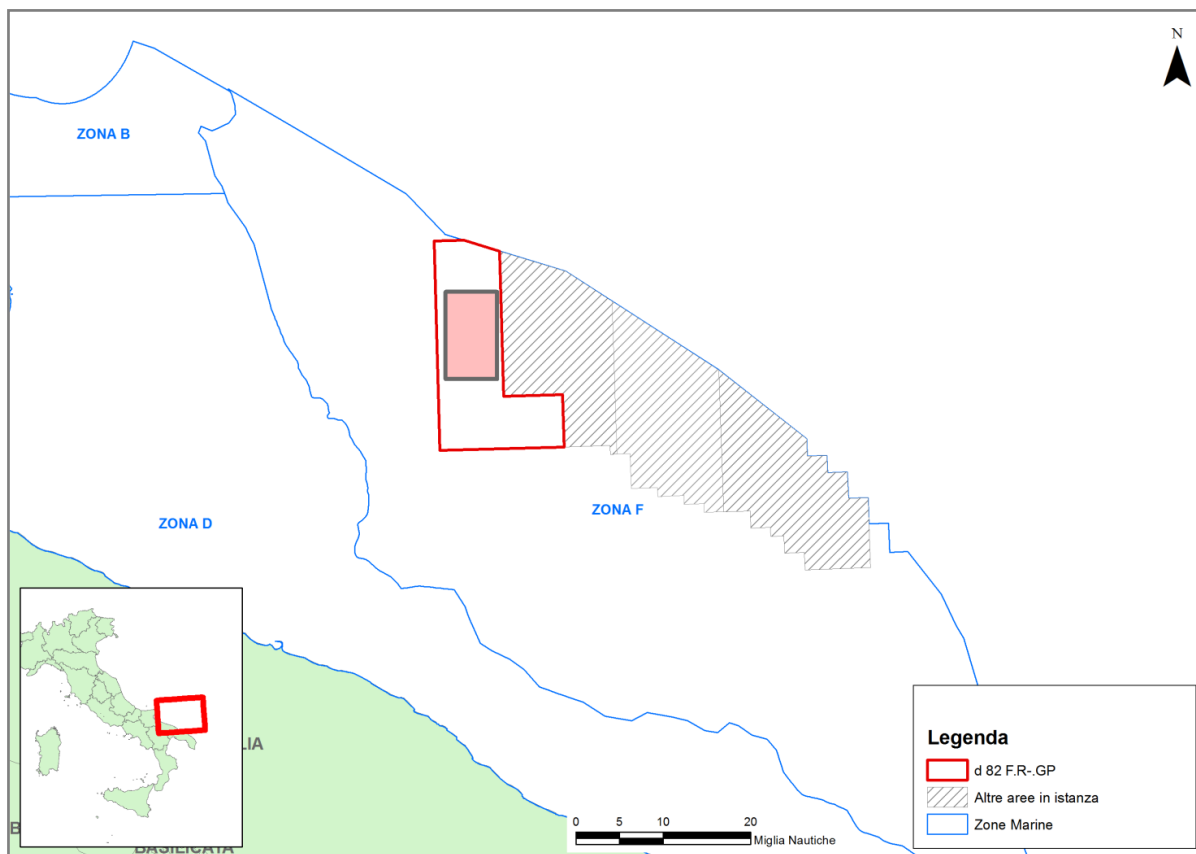 N
ZONA B
ZONA D
ZONA F
LIA
B
BASILICATA
0 5 10 20
Miglia Nautiche
Legenda
d 82 F.R-.GP
Altre aree in istanza
Zone Marine